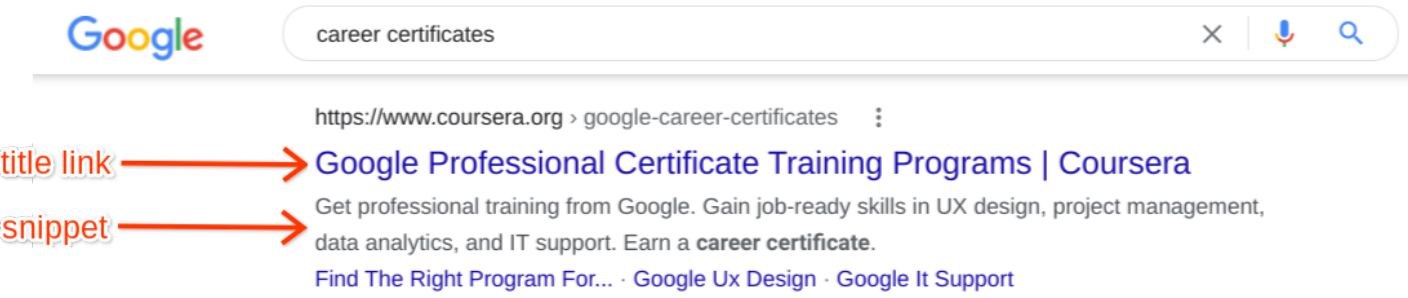 Google career certificates
https://www.coursera.org › google-career-certificates
title link Google Professional Certificate Training Programs | Coursera
snippet Get professional training from Google. Gain job-ready skills in UX design, project management,
data analytics, and IT support. Earn a career certificate.
Find The Right Program For... · Google Ux Design · Google It Support